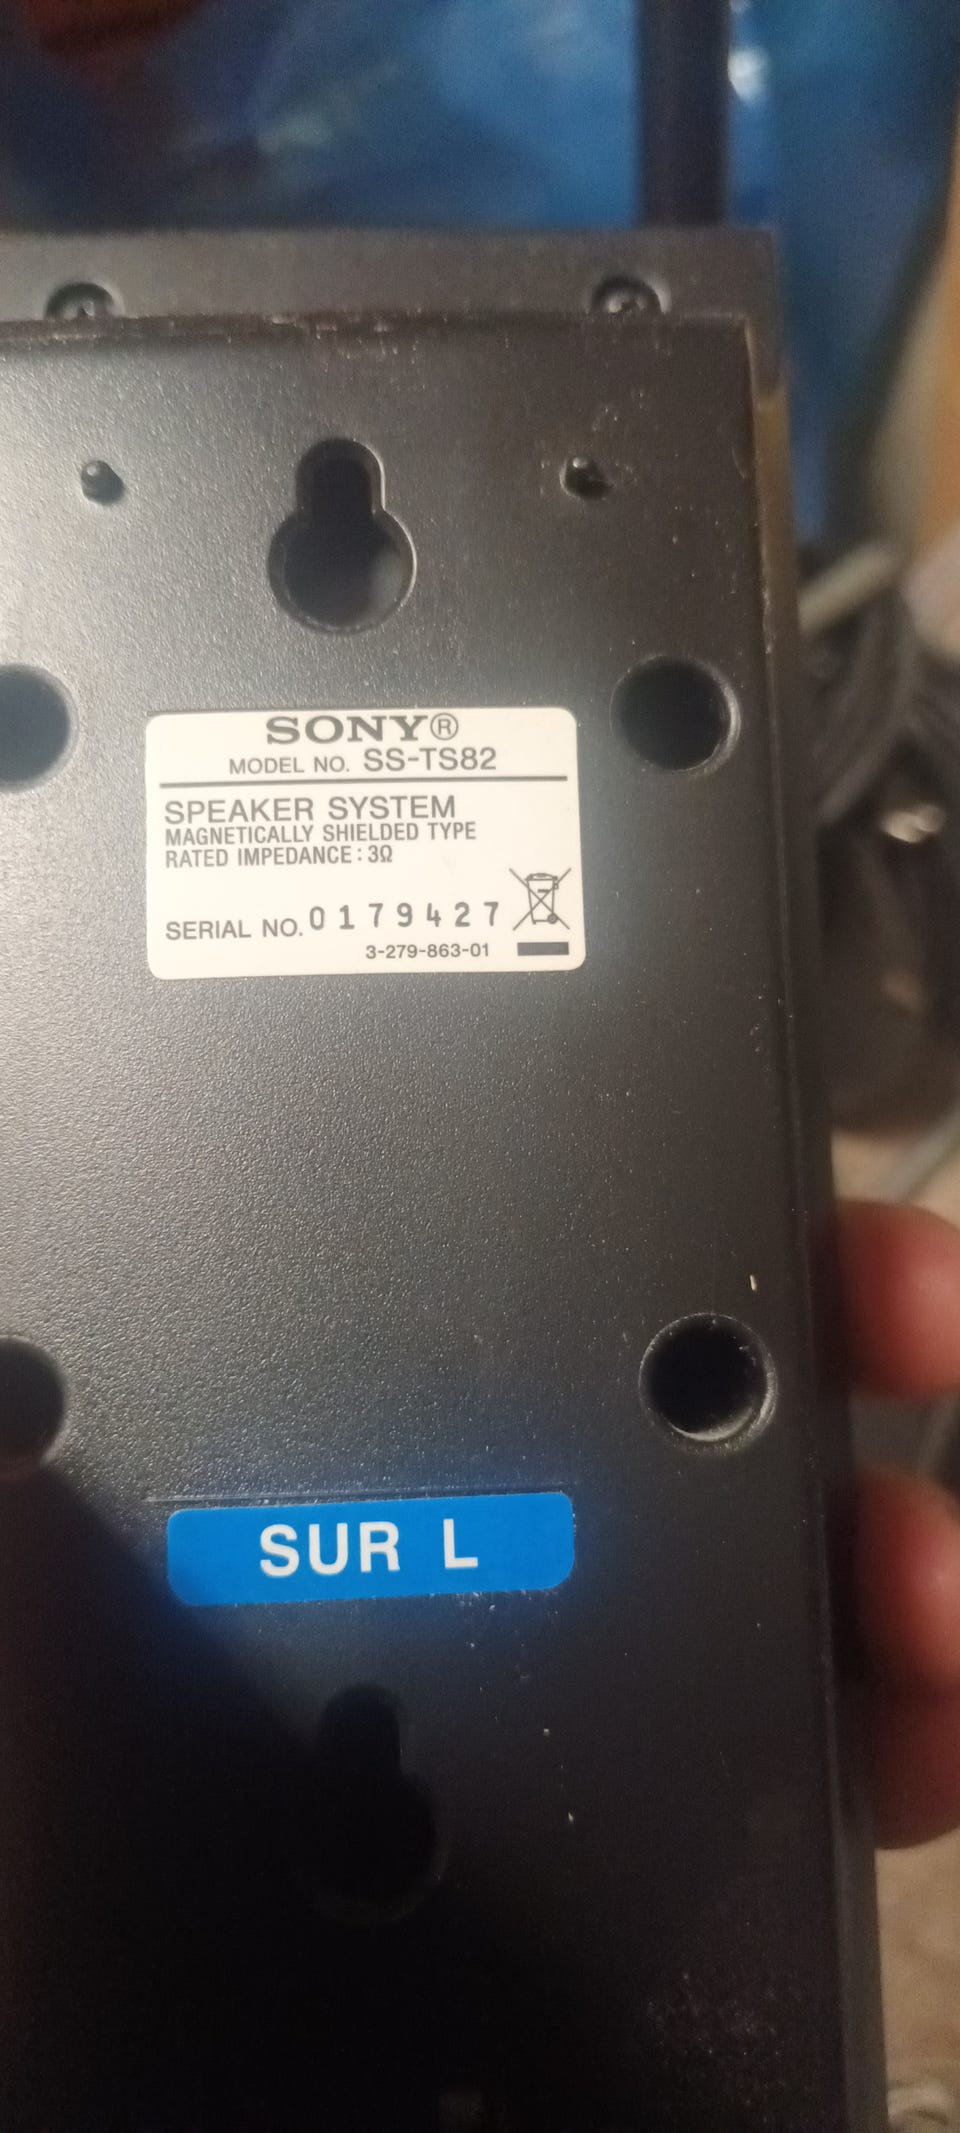 SONY®
MODEL NO. SS-TS82
SPEAKER SYSTEM
MAGNETICALLY SHIELDED TYPE
RATED IMPEDANCE : 3Ω
SERIAL NO. 0179427
3-279-863-01
SUR L